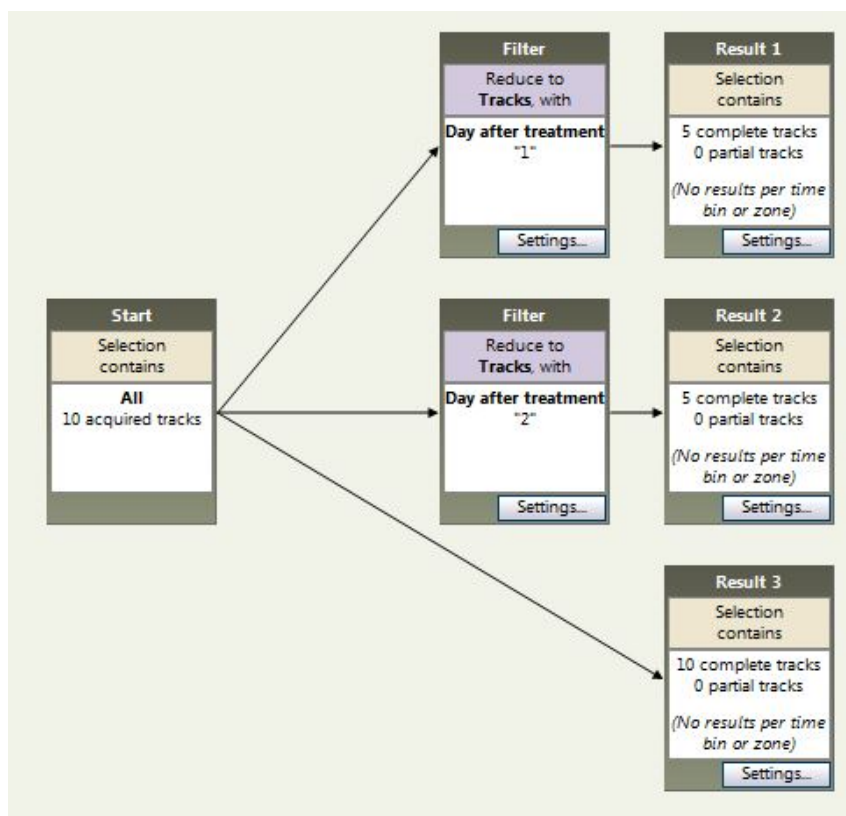 Filter
Reduce to
Tracks, with
Day after treatment
"1"
Settings...
Result 1
Selection
contains
5 complete tracks
0 partial tracks
(No results per time
bin or zone)
Settings...
Start
Selection
contains
All
10 acquired tracks
Filter
Reduce to
Tracks, with
Day after treatment
"2"
Settings...
Result 2
Selection
contains
5 complete tracks
0 partial tracks
(No results per time
bin or zone)
Settings...
Result 3
Selection
contains
10 complete tracks
0 partial tracks
(No results per time
bin or zone)
Settings...